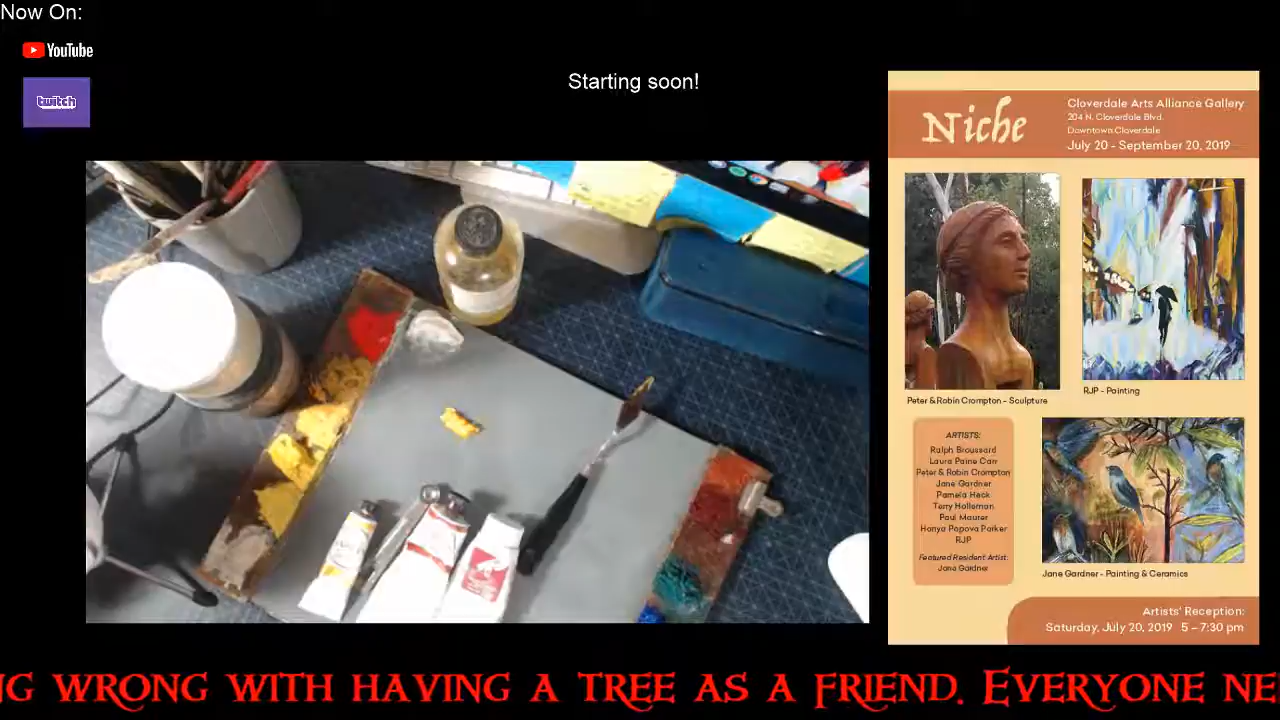 Now On:
YouTube
twitch
Starting soon!
Niche
Cloverdale Arts Alliance Gallery
204 N. Cloverdale Blvd.
Downtown Cloverdale
July 20 - September 20, 2019
Peter & Robin Crompton - Sculpture
RJP - Painting
ARTISTS:
Ralph Broussard
Laura Paine Carr
Peter & Robin Crompton
Jane Gardner
Pamela Heck
Terry Holleman
Paul Maurer
Hanya Popova Parker
RJP
Featured Resident Artist:
Jane Gardner
Jane Gardner - Painting & Ceramics
Artists' Reception:
Saturday, July 20, 2019 5 – 7:30 pm
NG WRONG WITH HAVING A TREE AS A FRIEND. EVERYONE NE